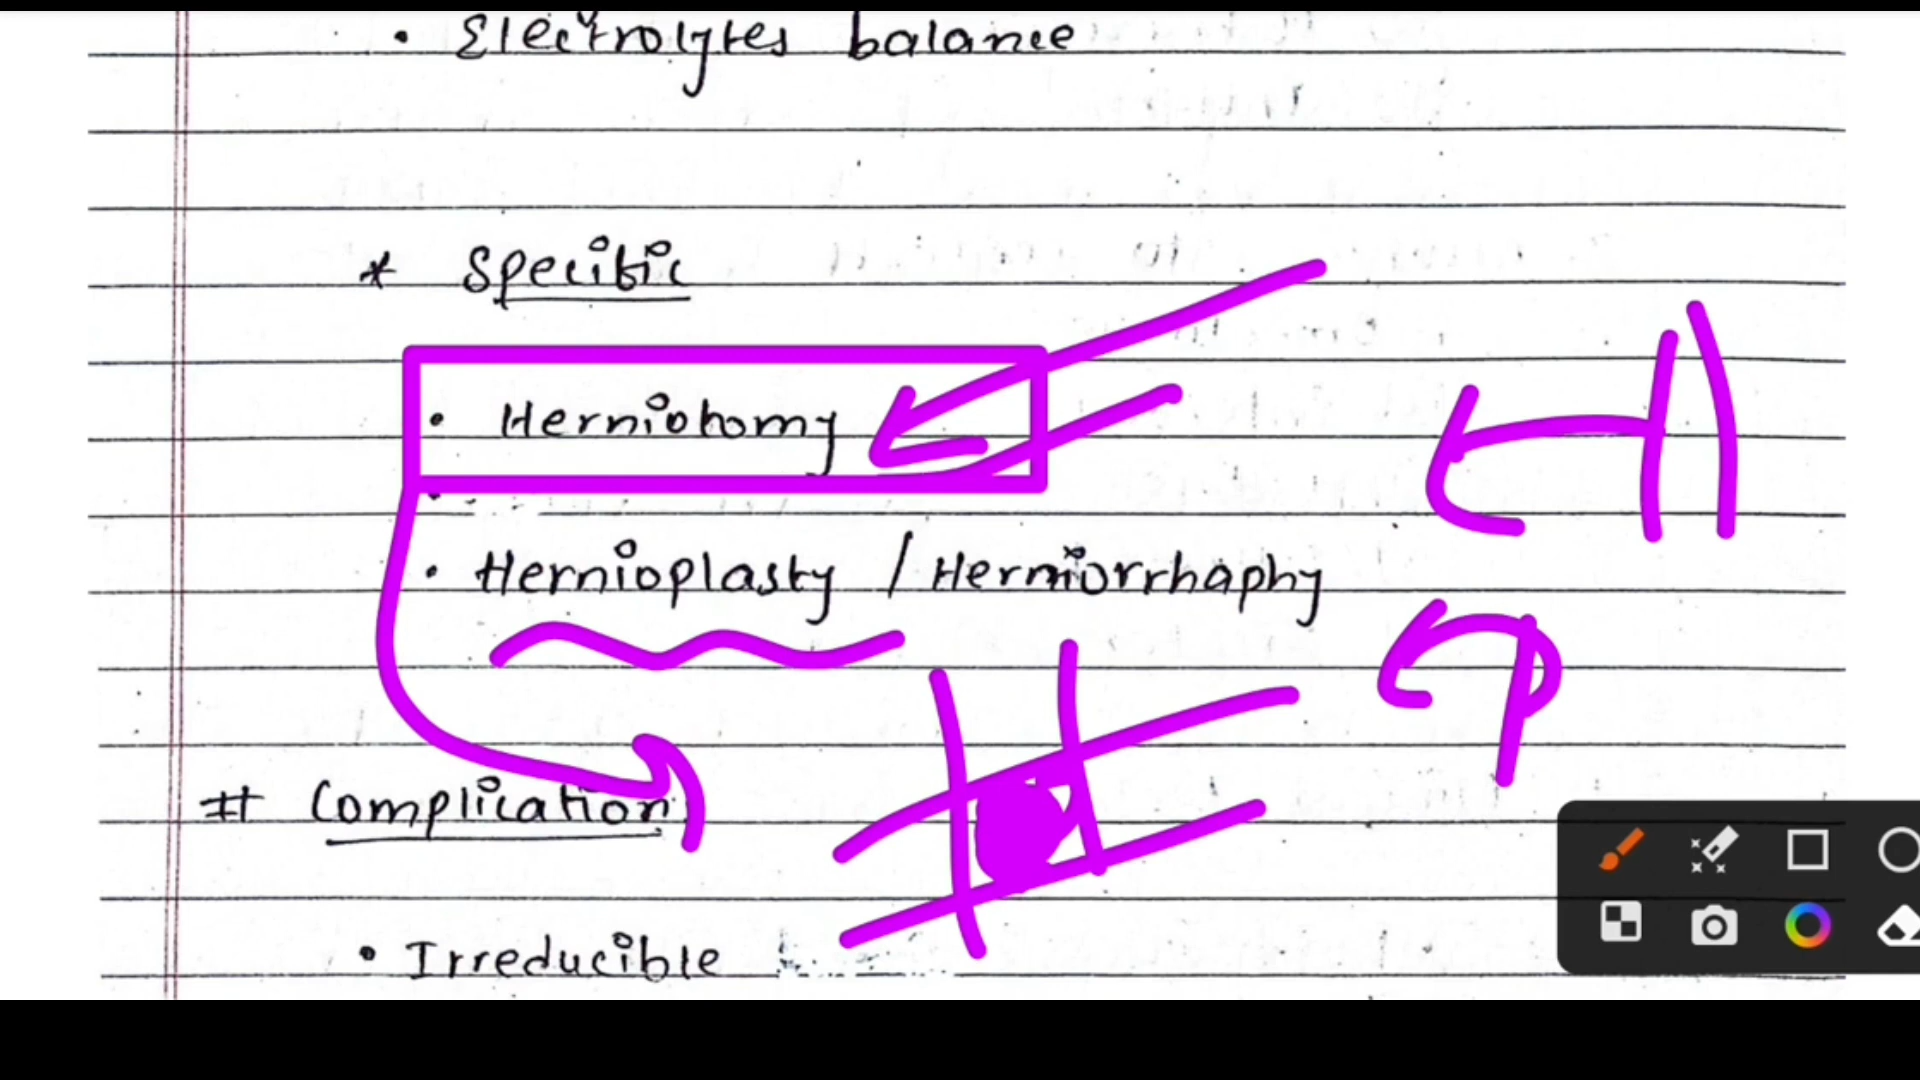 • Electrolytes balance
* Specific
• Herniotomy
• Hernioplasty / Herniorrhaphy
# Complication
• Irreducible